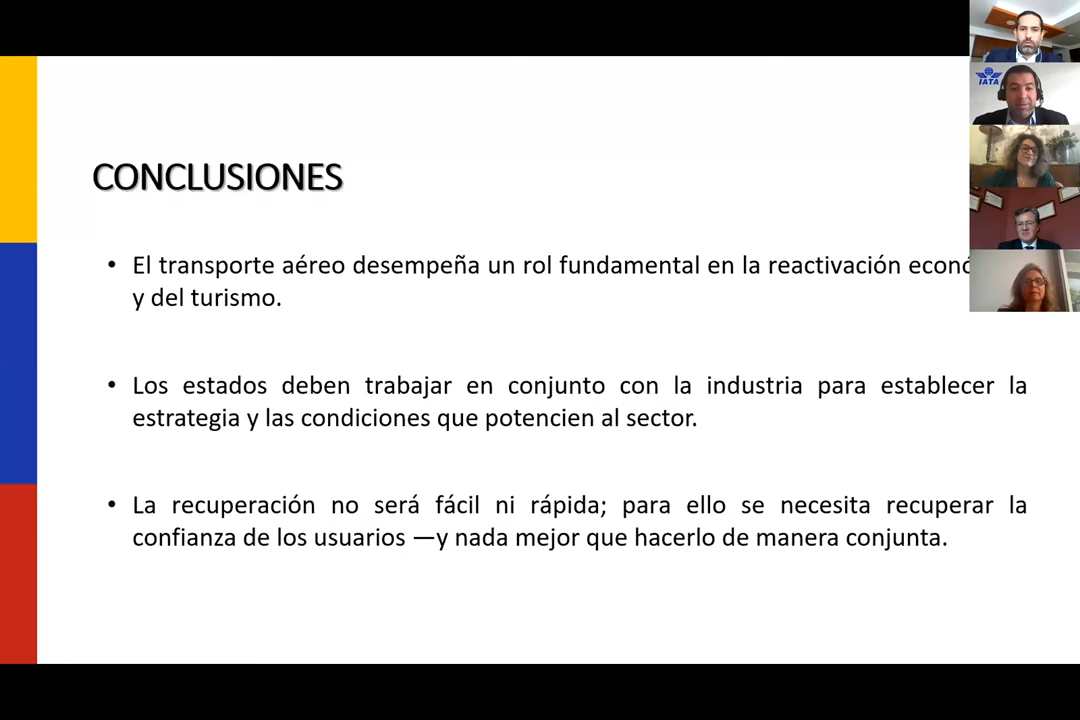 CONCLUSIONES
• El transporte aéreo desempeña un rol fundamental en la reactivación
y del turismo.
• Los estados deben trabajar en conjunto con la industria para establecer la
estrategia y las condiciones que potencien al sector.
• La recuperación no será fácil ni rápida; para ello se necesita recuperar la
confianza de los usuarios —y nada mejor que hacerlo de manera conjunta.
IATA